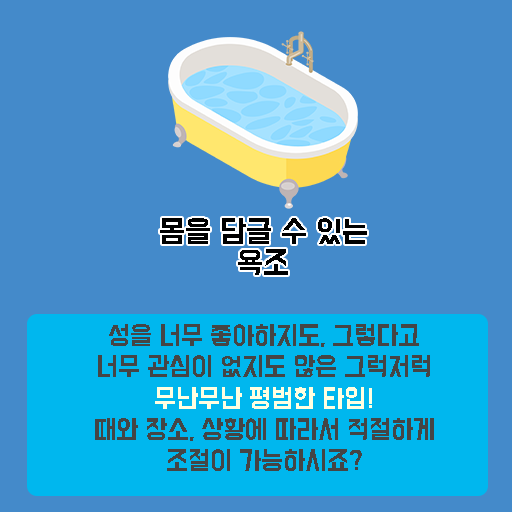 몸을 담글 수 있는
욕조
성을 너무 좋아하지도, 그렇다고
너무 관심이 없지도 않은 그럭저럭
무난무난 평범한 타입!
때와 장소, 상황에 따라서 적절하게
조절이 가능하시죠?